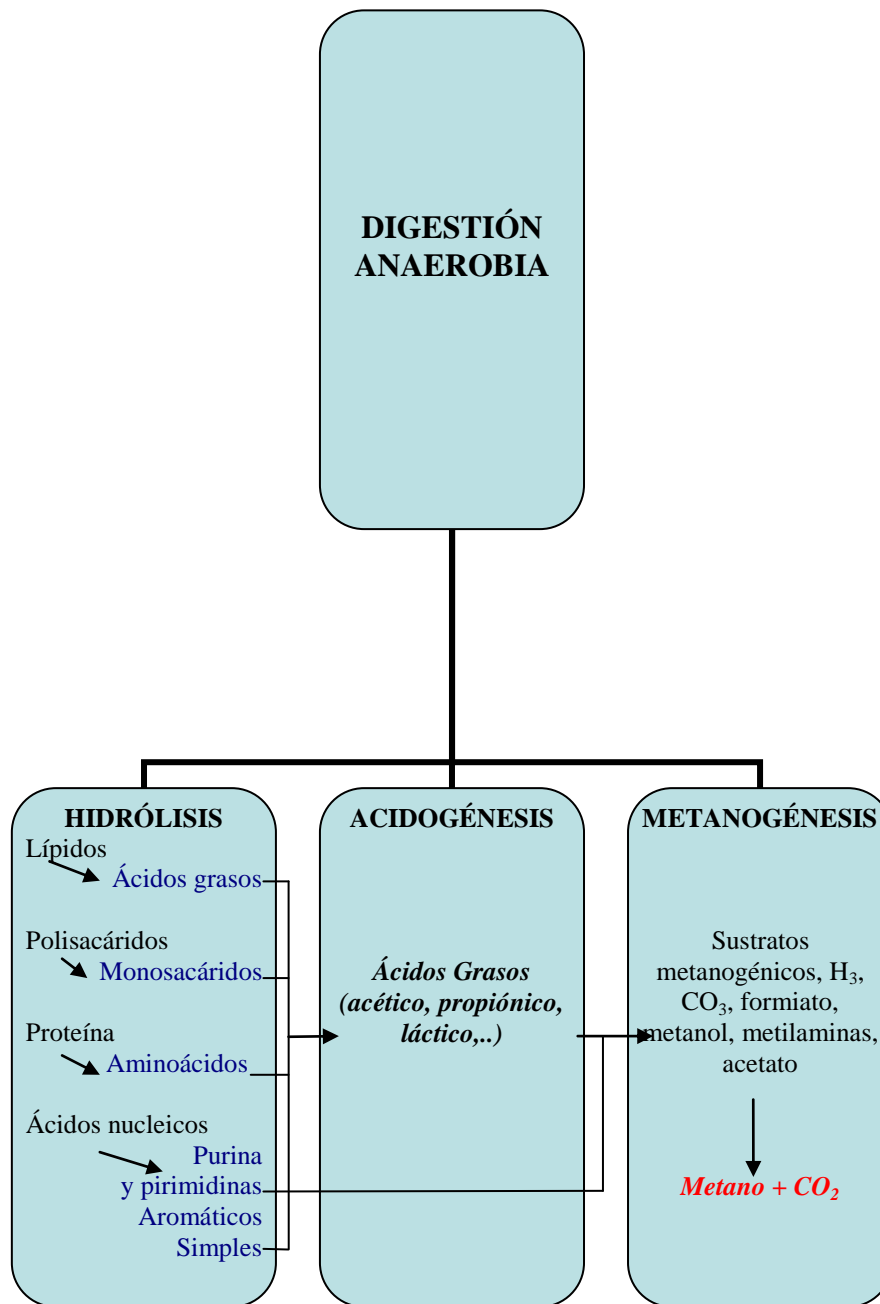 DIGESTIÓN
ANAEROBIA
HIDRÓLISIS
Lípidos
Ácidos grasos
Polisacáridos
Monosacáridos
Proteína
Aminoácidos
Ácidos nucleicos
Purina
y pirimidinas
Aromáticos
Simples
ACIDOGÉNESIS
Ácidos Grasos
(acético, propiónico,
láctico,..)
METANOGÉNESIS
Sustratos
metanogénicos, H₃,
CO₃, formiato,
metanol, metilaminas,
acetato
Metano + CO₂